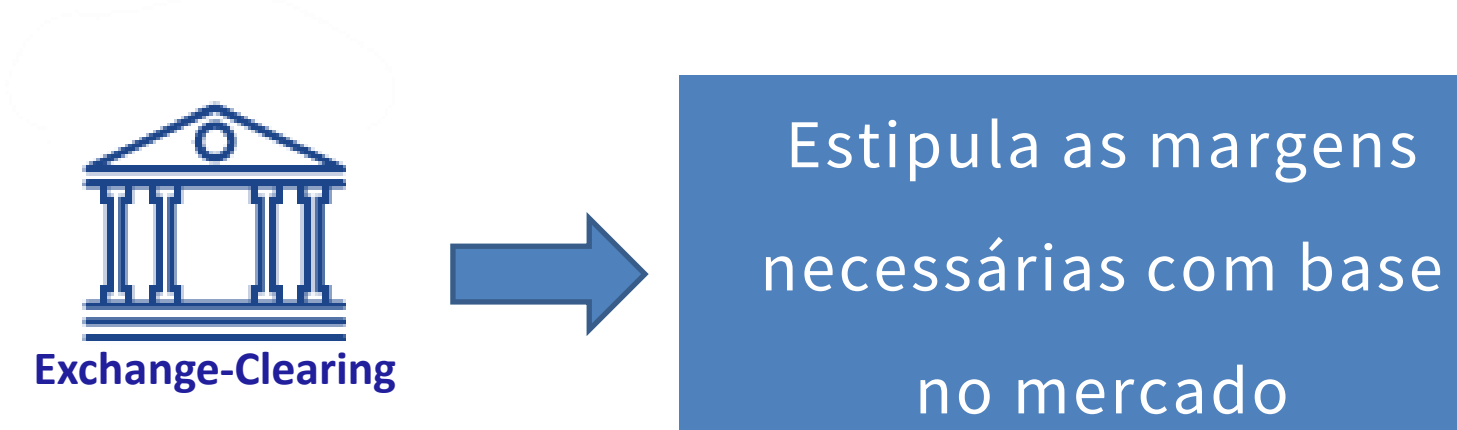 Exchange-Clearing
Estipula as margens
necessárias com base
no mercado